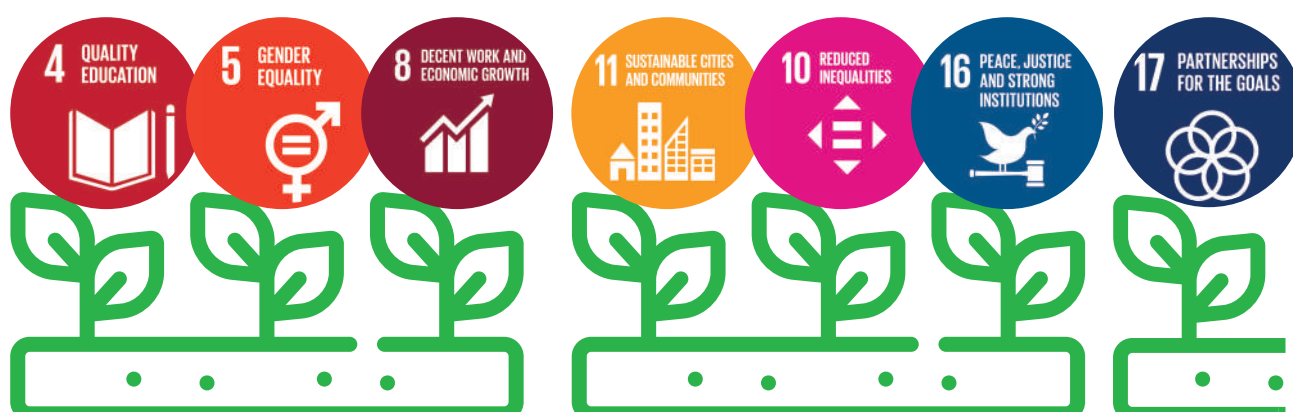 4 QUALITY
EDUCATION
5 GENDER
EQUALITY
8 DECENT WORK AND
ECONOMIC GROWTH
11 SUSTAINABLE CITIES
AND COMMUNITIES
10 REDUCED
INEQUALITIES
16 PEACE, JUSTICE
AND STRONG
INSTITUTIONS
17 PARTNERSHIPS
FOR THE GOALS